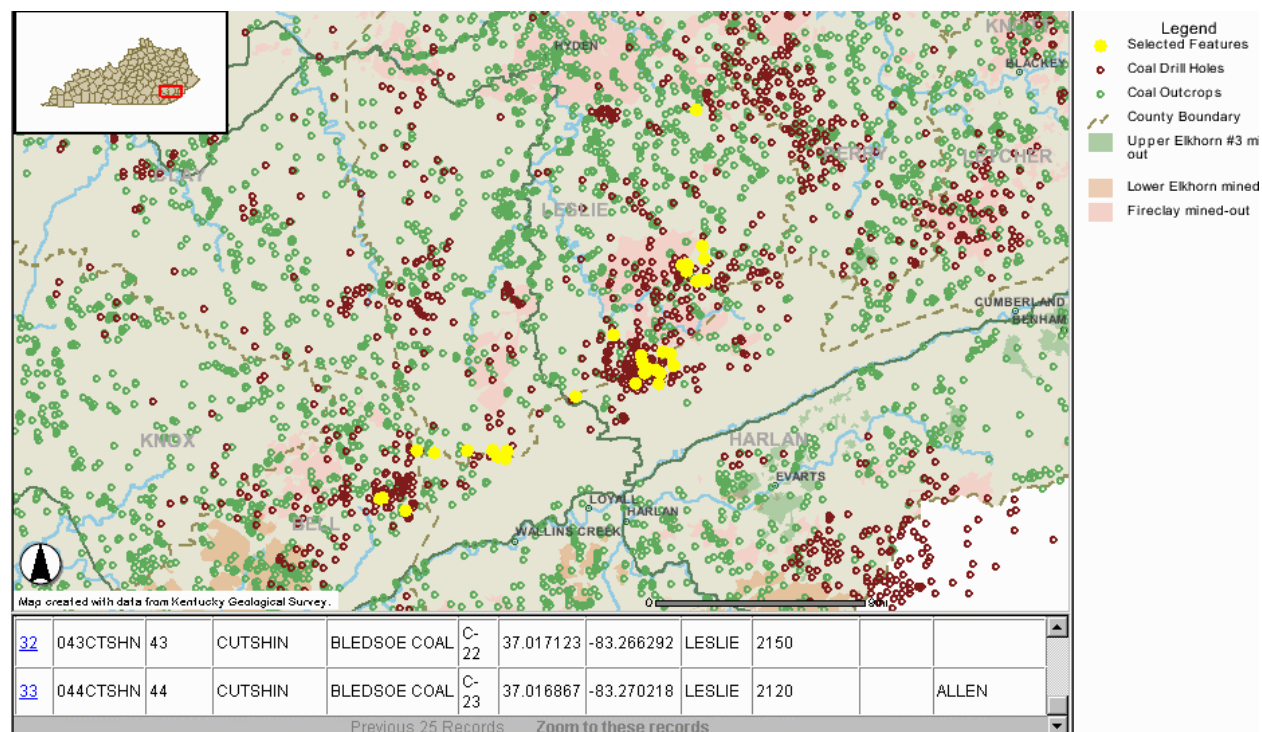 HYDEN
KNO
BLACKEY
CLAY
PERRY
LETCHER
LESLIE
CUMBERLAND
BENHAM
KNOX
HARLAN
EVARTS
LOYALL
HARLAN
BELL
WALLINS CREEK
Map created with data from Kentucky Geological Survey.
0
Legend
Selected Features
Coal Drill Holes
Coal Outcrops
County Boundary
Upper Elkhorn #3 mi
out
Lower Elkhorn mined
Fireclay mined-out
32 043CTSHN 43 CUTSHIN BLEDSOE COAL C-22 37.017123 -83.266292 LESLIE 2150
33 044CTSHN 44 CUTSHIN BLEDSOE COAL C-23 37.016867 -83.270218 LESLIE 2120 ALLEN
Previous 25 Records Zoom to these records